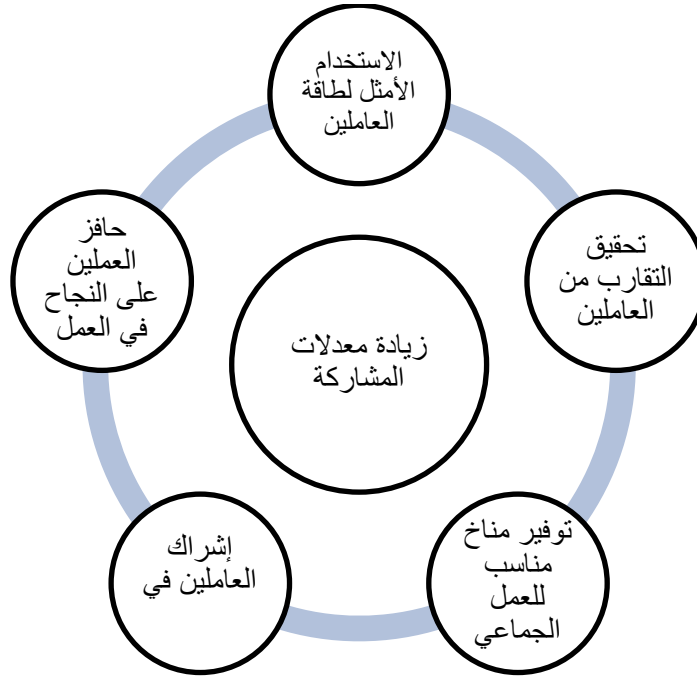 الاستخدام
الأمثل لطاقة
العاملين
تحقيق
التقارب من
العاملين
توفير مناخ
مناسب
للعمل
الجماعي
إشراك
العاملين في
حافز
العملين
على النجاح
في العمل
زيادة معدلات
المشاركة